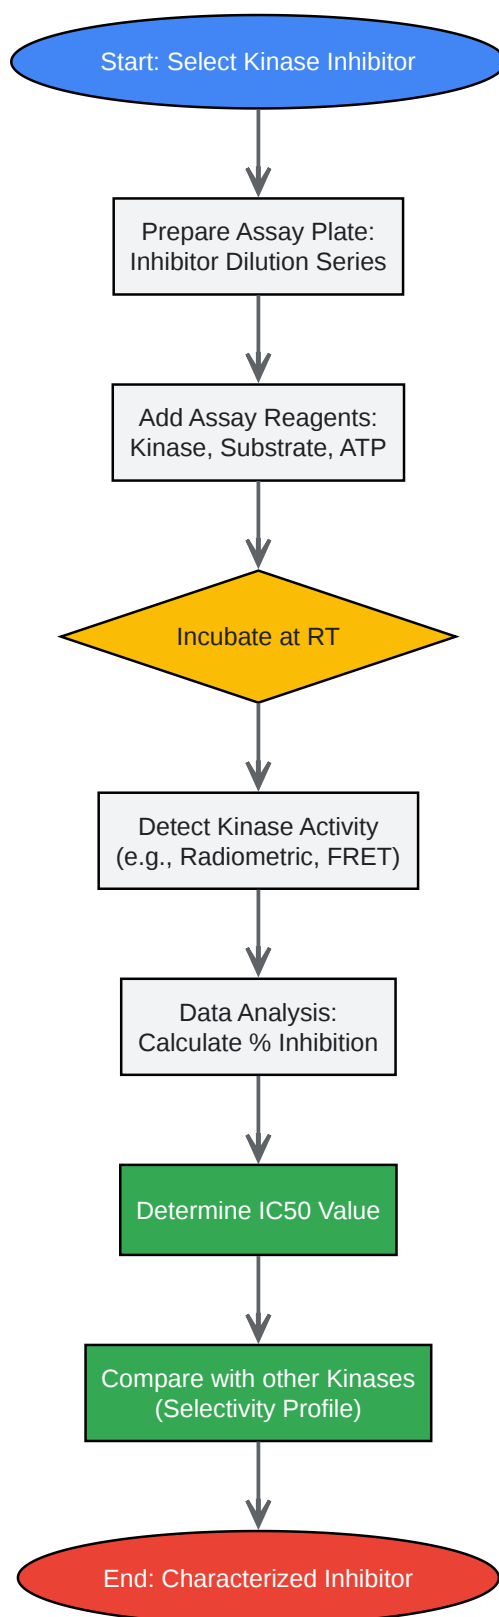 Start: Select Kinase Inhibitor
Prepare Assay Plate:
Inhibitor Dilution Series
Add Assay Reagents:
Kinase, Substrate, ATP
Incubate at RT
Detect Kinase Activity
(e.g., Radiometric, FRET)
Data Analysis:
Calculate % Inhibition
Determine IC50 Value
Compare with other Kinases
(Selectivity Profile)
End: Characterized Inhibitor